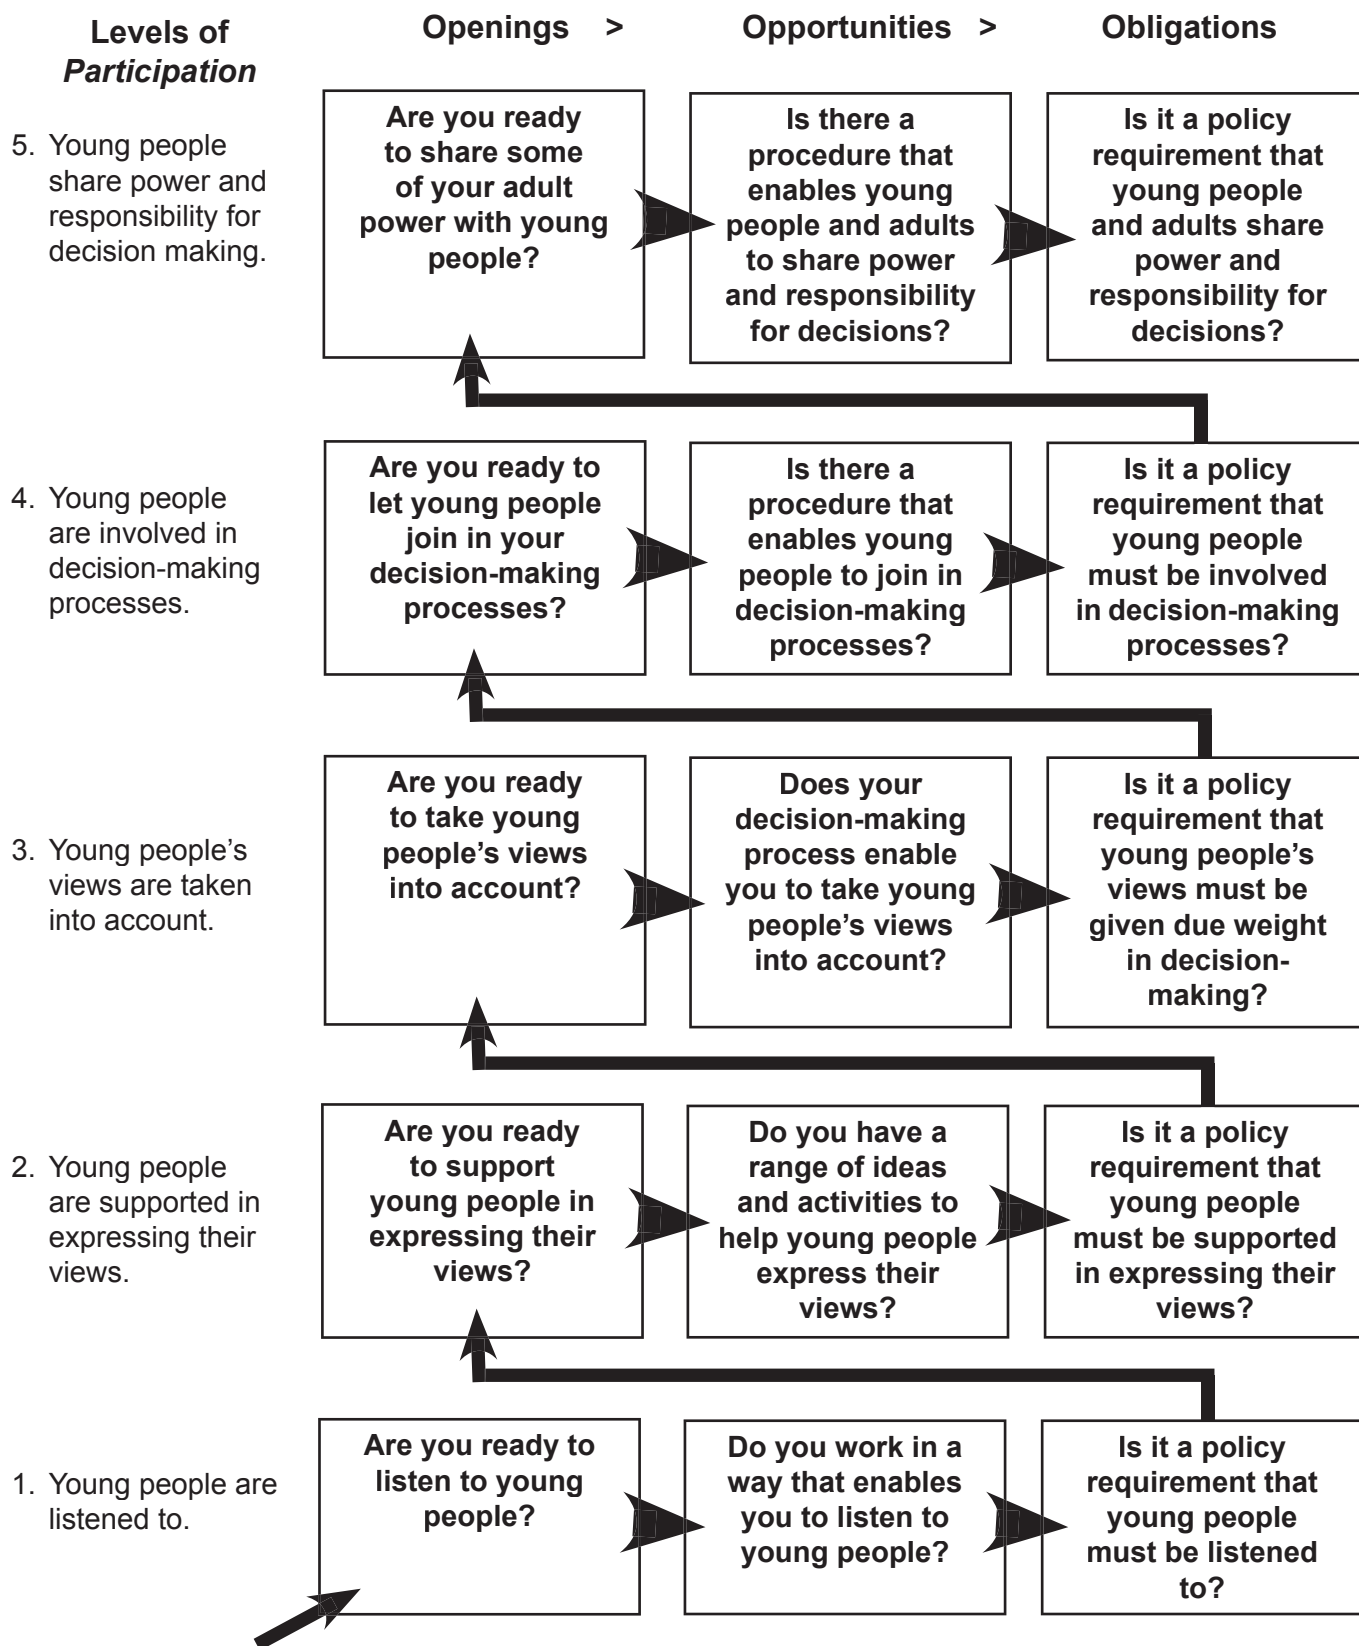 Levels of
Participation
Openings >
Opportunities >
Obligations
5. Young people
share power and
responsibility for
decision making.
Are you ready
to share some
of your adult
power with young
people?
Is there a
procedure that
enables young
people and adults
to share power
and responsibility
for decisions?
Is it a policy
requirement that
young people
and adults share
power and
responsibility for
decisions?
4. Young people
are involved in
decision-making
processes.
Are you ready to
let young people
join in your
decision-making
processes?
Is there a
procedure that
enables young
people to join in
decision-making
processes?
Is it a policy
requirement that
young people
must be involved
in decision-making
processes?
3. Young people’s
views are taken
into account.
Are you ready
to take young
people’s views
into account?
Does your
decision-making
process enable
you to take young
people’s views
into account?
Is it a policy
requirement that
young people’s
views must be
given due weight
in decision-
making?
2. Young people
are supported in
expressing their
views.
Are you ready
to support
young people in
expressing their
views?
Do you have a
range of ideas
and activities to
help young people
express their
views?
Is it a policy
requirement that
young people
must be supported
in expressing their
views?
1. Young people are
listened to.
Are you ready to
listen to young
people?
Do you work in a
way that enables
you to listen to
young people?
Is it a policy
requirement that
young people
must be listened
to?